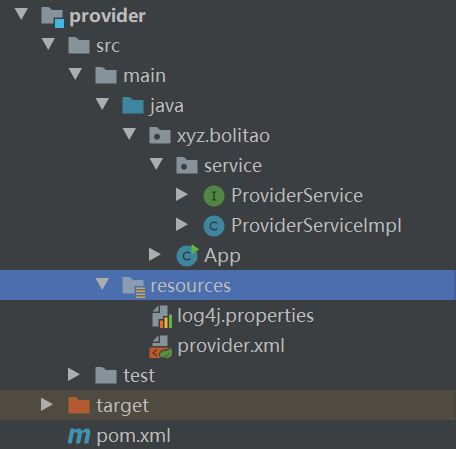 provider
src
main
java
xyz.bolitao
service
I ProviderService
C ProviderServiceImpl
C App
resources
log4j.properties
provider.xml
test
target
m pom.xml